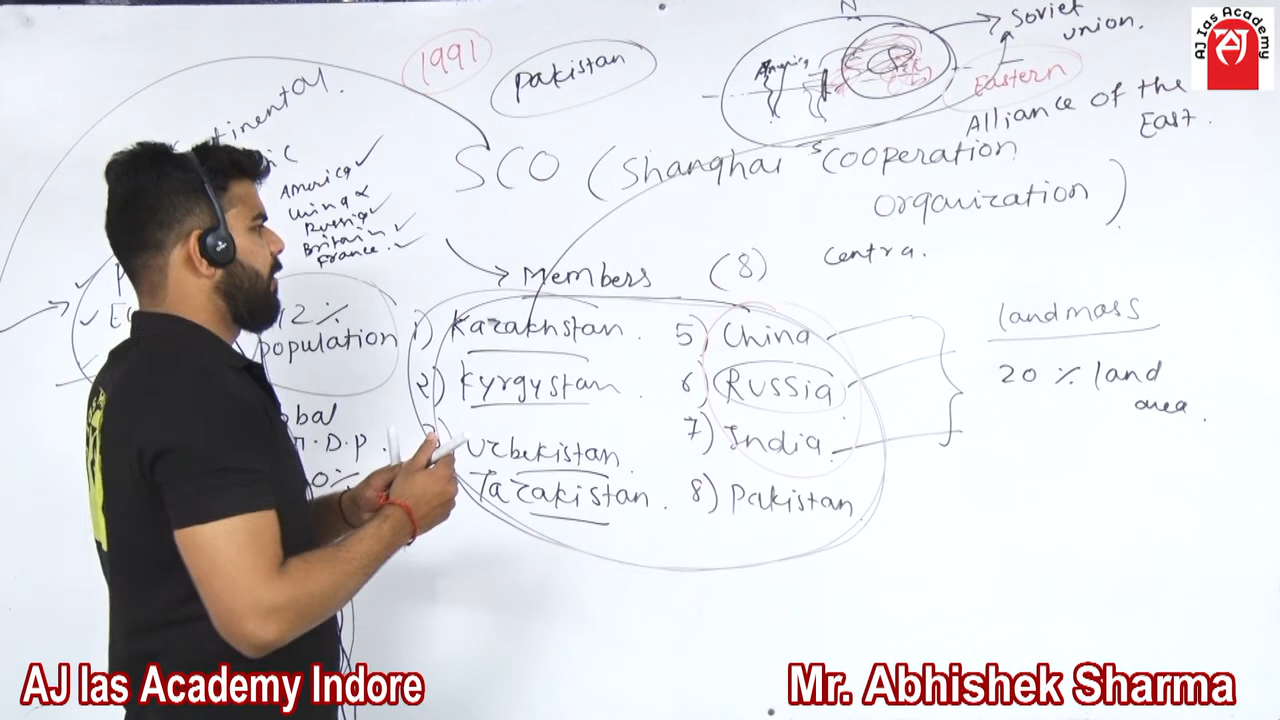 1991
Pakistan
N
Soviet
union.
Eastern
Alliance of the
East.
AJ Ias Academy
AJ
SCO (Shanghai Cooperation
Organization)
America ✓
China
Russia ✓
Britain ✓
France. ✓
Members (8) Centra.
population
1) Kazakhstan. 5) China
2) Kyrgystan 6) Russia
Uzbekistan. 7) India
Tazakistan. 8) Pakistan
landmass
20 % land
area.
AJ Ias Academy Indore
Mr. Abhishek Sharma